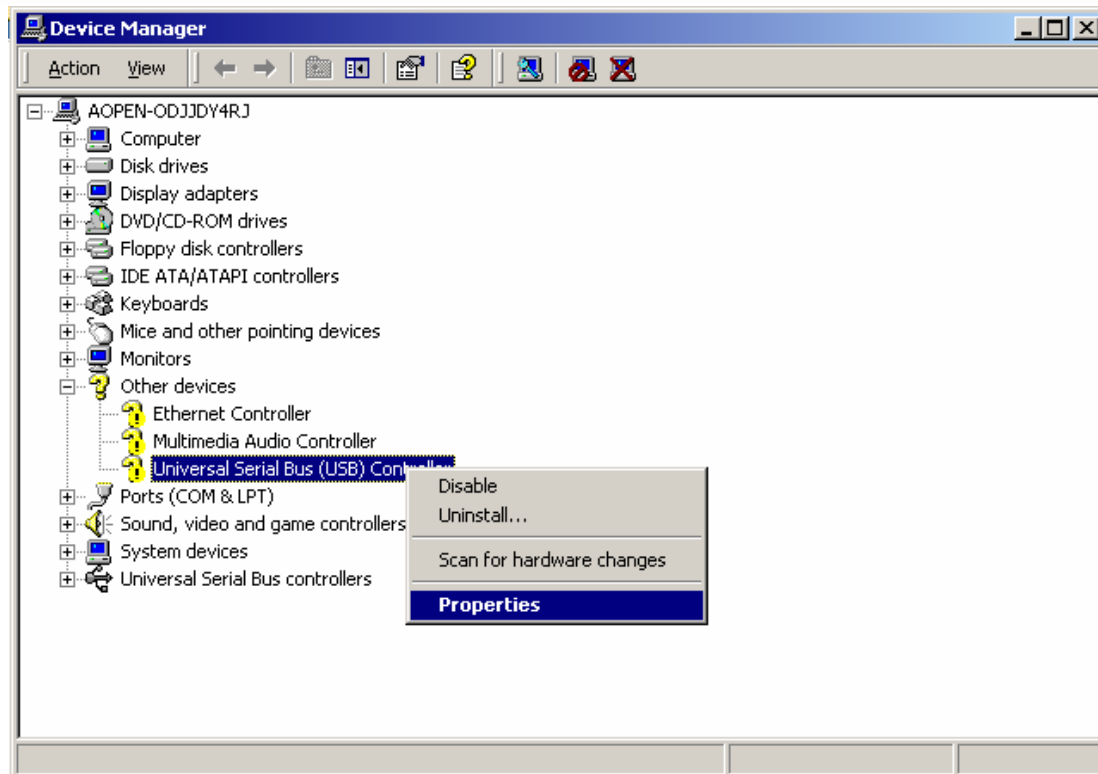 Device Manager
Action View
AOPEN-ODJJDY4RJ
Computer
Disk drives
Display adapters
DVD/CD-ROM drives
Floppy disk controllers
IDE ATA/ATAPI controllers
Keyboards
Mice and other pointing devices
Monitors
Other devices
Ethernet Controller
Multimedia Audio Controller
Universal Serial Bus (USB) Controller
Ports (COM & LPT)
Sound, video and game controllers
System devices
Universal Serial Bus controllers
Disable
Uninstall...
Scan for hardware changes
Properties